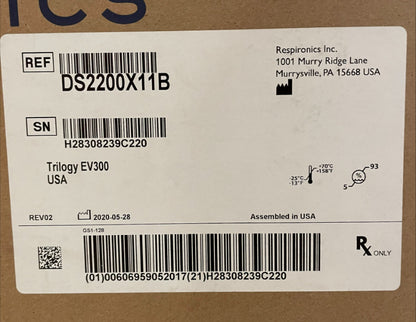 ICS
REF
DS2200X11B
Respironics Inc.
1001 Murry Ridge Lane
Murrysville, PA 15668 USA
SN
H28308239C220
Trilogy EV300
USA
+70°C
+158°F
-25°C
-13°F
%
93
5
REV02
2020-05-28
Assembled in USA
GS1-128
(01)00606959052017(21)H28308239C220
Rx ONLY